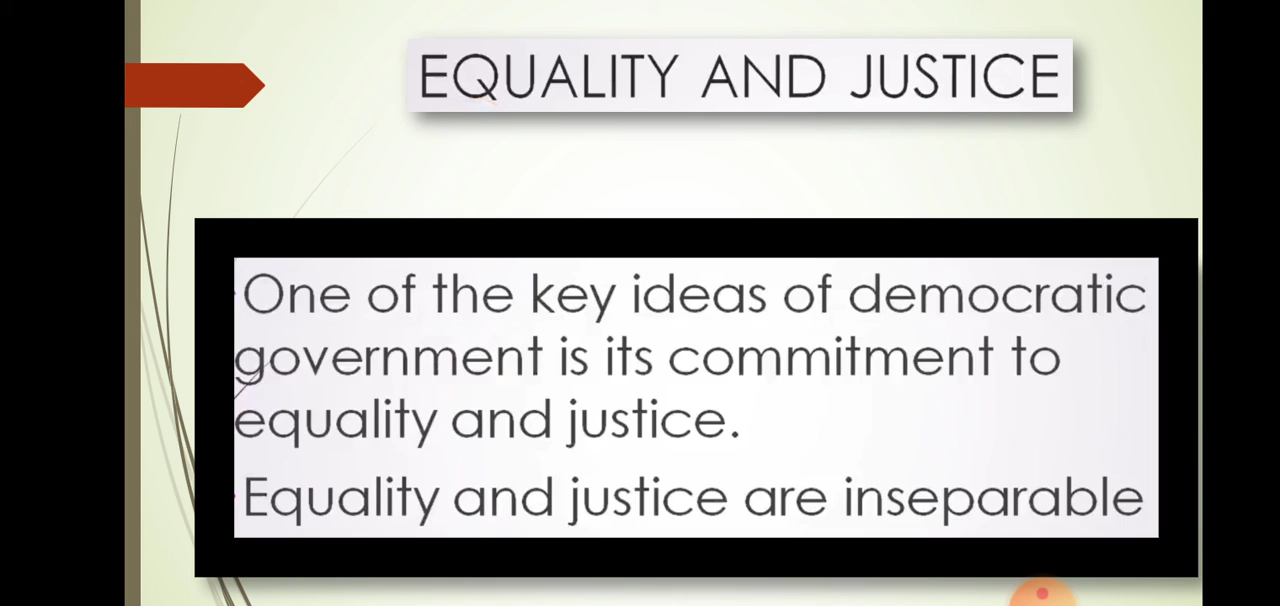 EQUALITY AND JUSTICE
One of the key ideas of democratic
government is its commitment to
equality and justice.
Equality and justice are inseparable